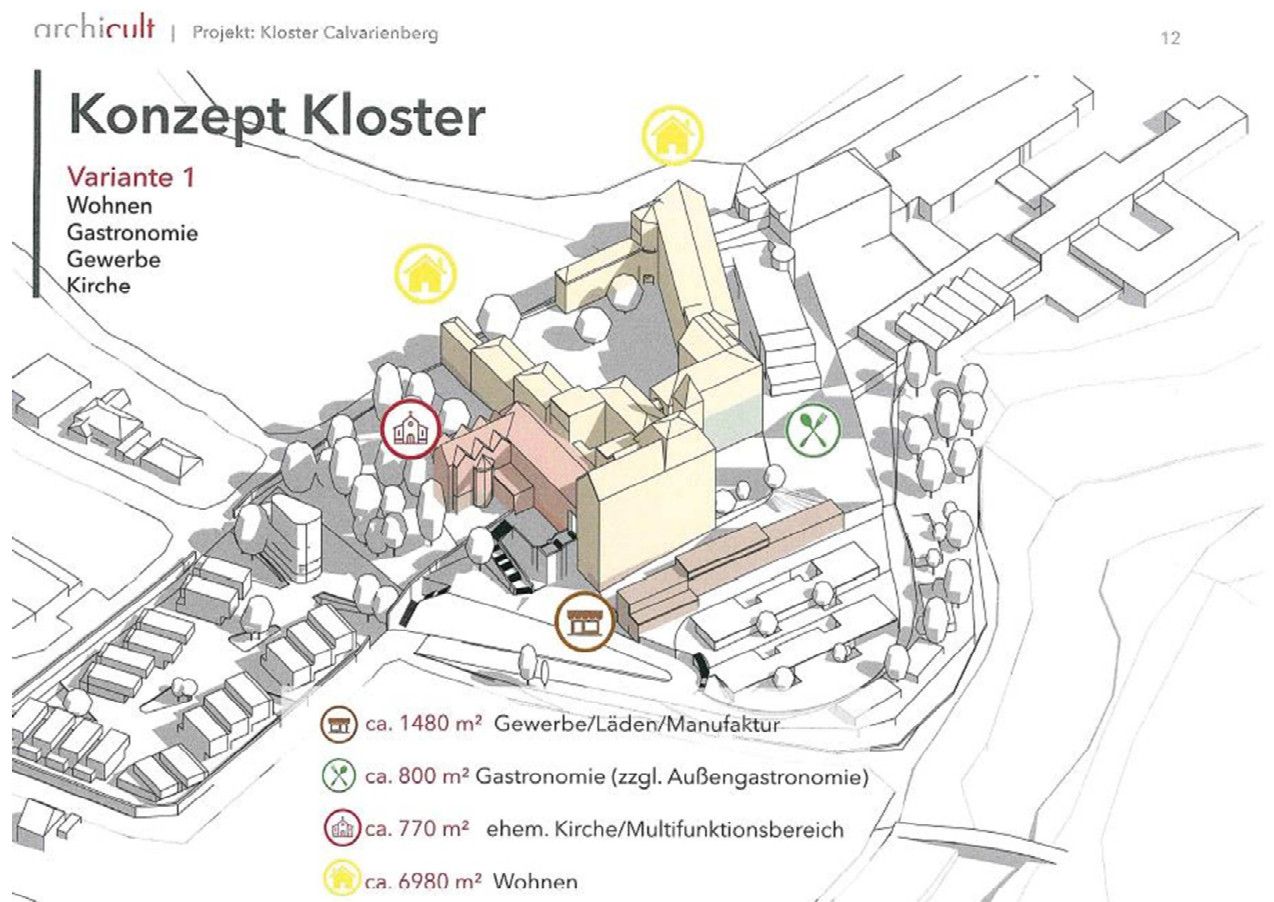 archicult | Projekt: Kloster Calvarienberg
12
Konzept Kloster
Variante 1
Wohnen
Gastronomie
Gewerbe
Kirche
ca. 1480 m² Gewerbe/Läden/Manufaktur
ca. 800 m² Gastronomie (zzgl. Außengastronomie)
ca. 770 m² ehem. Kirche/Multifunktionsbereich
ca. 6980 m² Wohnen